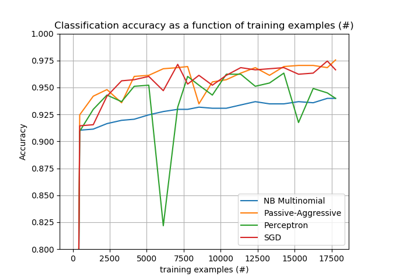 Classification accuracy as a function of training examples (#)
1.000
0.975
0.950
0.925
0.900
0.875
0.850
0.825
0.800
Accuracy
0 2500 5000 7500 10000 12500 15000 17500
training examples (#)
NB Multinomial
Passive-Aggressive
Perceptron
SGD